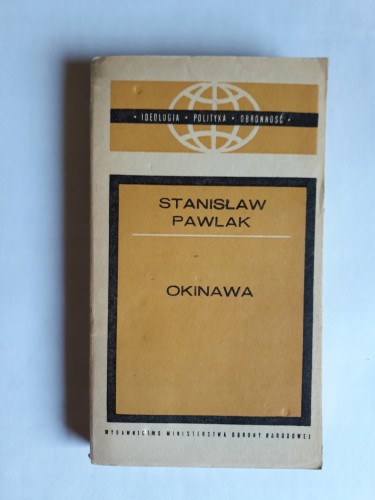 • IDEOLOGIA • POLITYKA • OBRONNOŚĆ •
STANISŁAW
PAWLAK
OKINAWA
WYDAWNICTWO MINISTERSTWA OBRONY NARODOWEJ